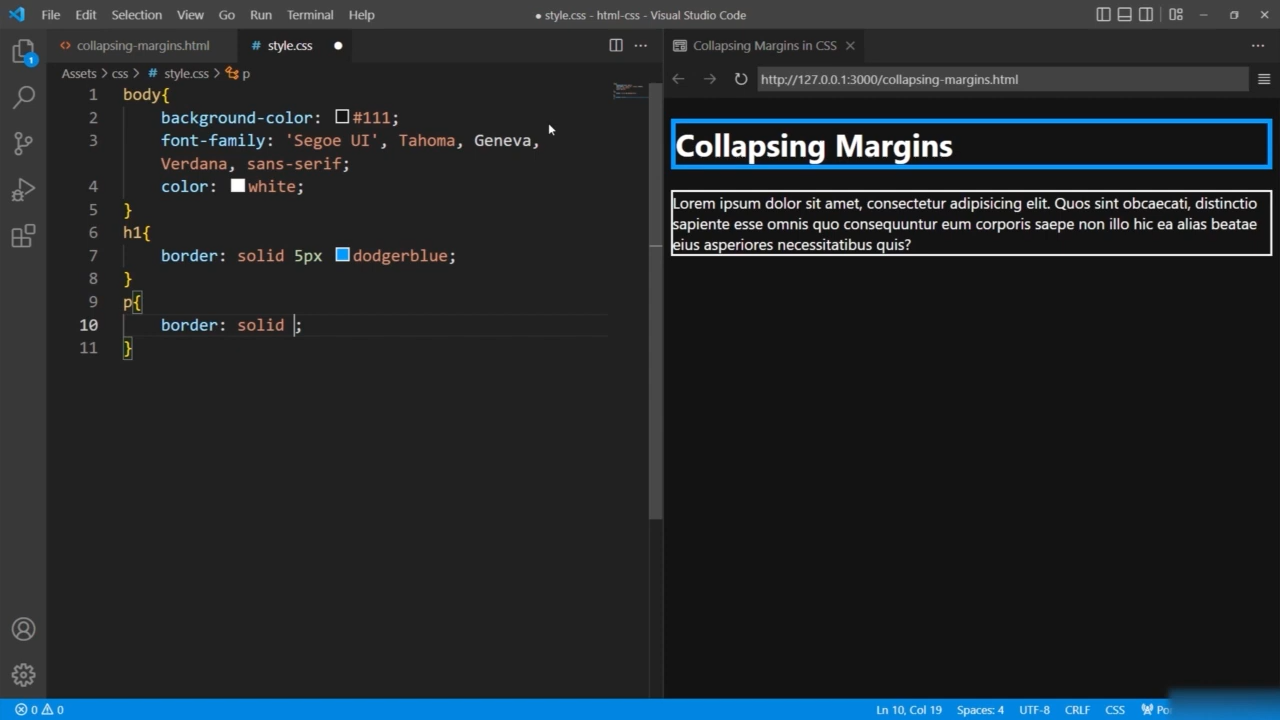 File Edit Selection View Go Run Terminal Help
● style.css - html-css - Visual Studio Code
collapsing-margins.html
# style.css
Assets > css > # style.css > p
1 body{
2 background-color: #111;
3 font-family: 'Segoe UI', Tahoma, Geneva,
Verdana, sans-serif;
4 color: white;
5 }
6 h1{
7 border: solid 5px dodgerblue;
8 }
9 p{
10 border: solid ;
11 }
Collapsing Margins in CSS
http://127.0.0.1:3000/collapsing-margins.html
Collapsing Margins
Lorem ipsum dolor sit amet, consectetur adipisicing elit. Quos sint obcaecati, distinctio
sapiente esse omnis quo consequuntur eum corporis saepe non illo hic ea alias beatae
eius asperiores necessitatibus quis?
1
0 0
Ln 10, Col 19 Spaces: 4 UTF-8 CRLF CSS